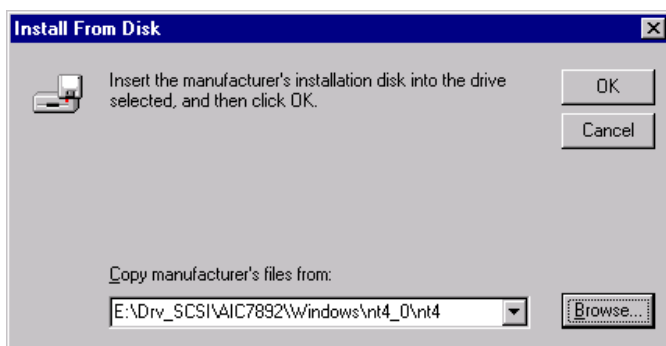 Install From Disk
Insert the manufacturer's installation disk into the drive
selected, and then click OK.
OK
Cancel
Copy manufacturer's files from:
E:\Drv_SCSI\AIC7892\Windows\nt4_0\nt4
Browse...